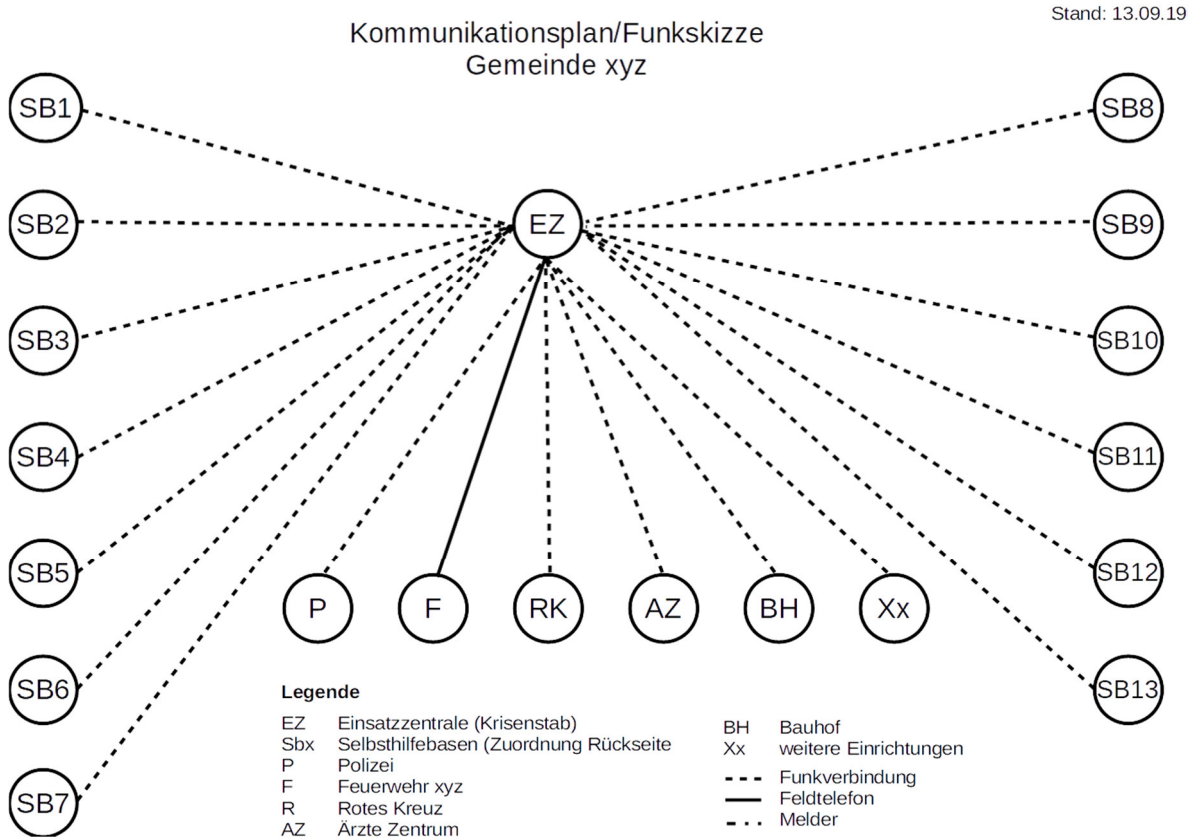 Stand: 13.09.19
Kommunikationsplan/Funkskizze
Gemeinde xyz
SB1
SB8
SB2
EZ
SB9
SB3
SB10
SB4
SB11
SB5
SB12
P
F
RK
AZ
BH
Xx
SB6
SB13
SB7
Legende
EZ Einsatzzentrale (Krisenstab)
Sbx Selbsthilfebasen (Zuordnung Rückseite
P Polizei
F Feuerwehr xyz
R Rotes Kreuz
AZ Ärzte Zentrum
BH Bauhof
Xx weitere Einrichtungen
Funkverbindung
Feldtelefon
Melder